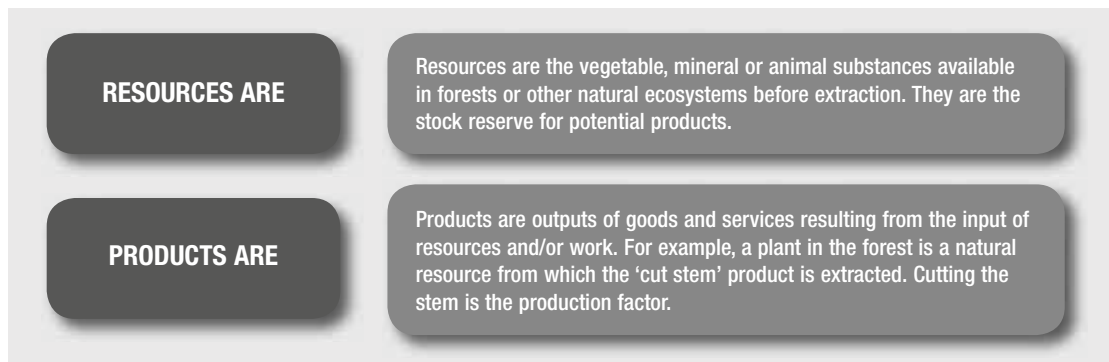 RESOURCES ARE
Resources are the vegetable, mineral or animal substances available
in forests or other natural ecosystems before extraction. They are the
stock reserve for potential products.
PRODUCTS ARE
Products are outputs of goods and services resulting from the input of
resources and/or work. For example, a plant in the forest is a natural
resource from which the ‘cut stem’ product is extracted. Cutting the
stem is the production factor.